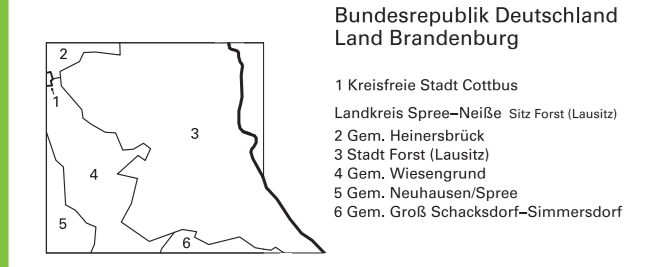 Bundesrepublik Deutschland
Land Brandenburg
1 Kreisfreie Stadt Cottbus
Landkreis Spree–Neiße Sitz Forst (Lausitz)
2 Gem. Heinersbrück
3 Stadt Forst (Lausitz)
4 Gem. Wiesengrund
5 Gem. Neuhausen/Spree
6 Gem. Groß Schacksdorf–Simmersdorf
2
1
3
4
5
6